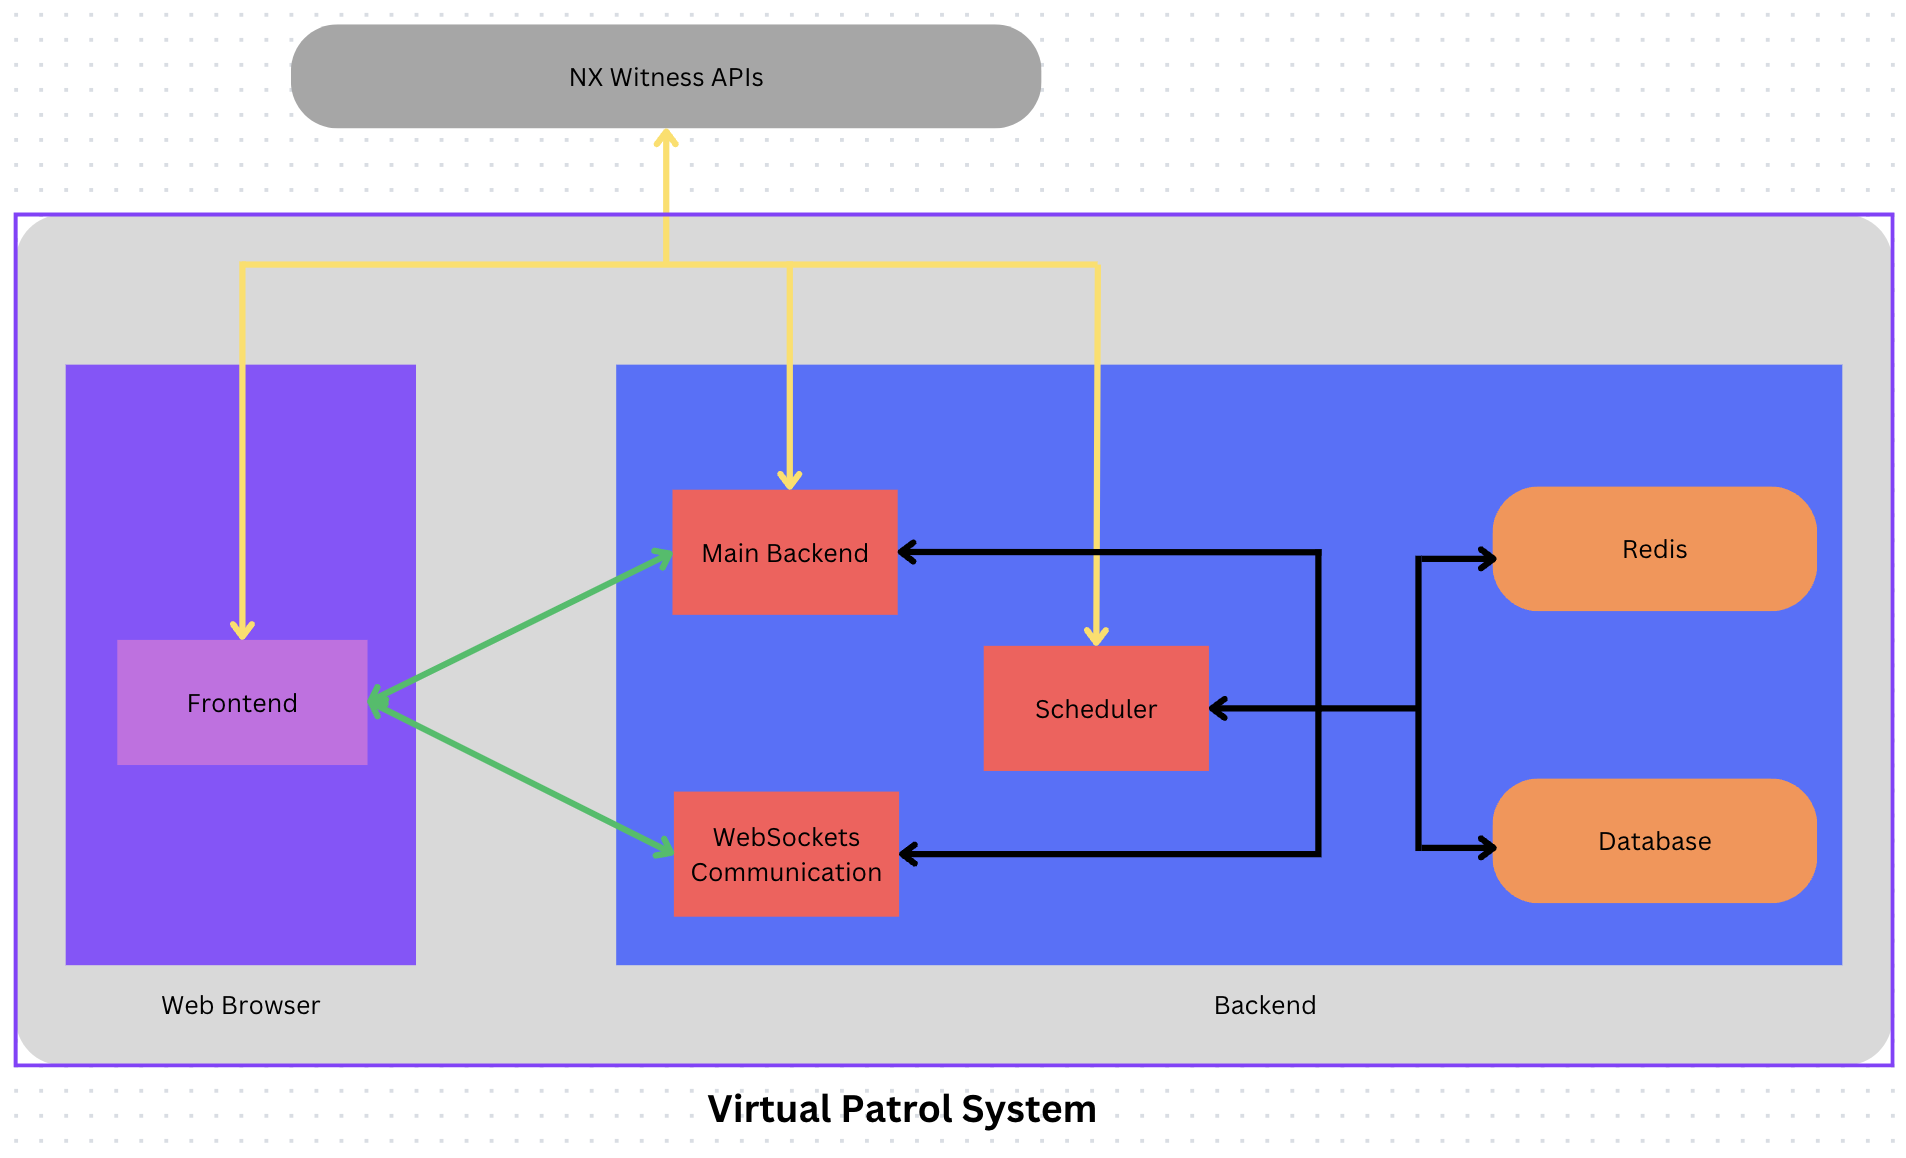 NX Witness APIs
Main Backend
Redis
Frontend
Scheduler
WebSockets
Communication
Database
Web Browser
Backend
Virtual Patrol System